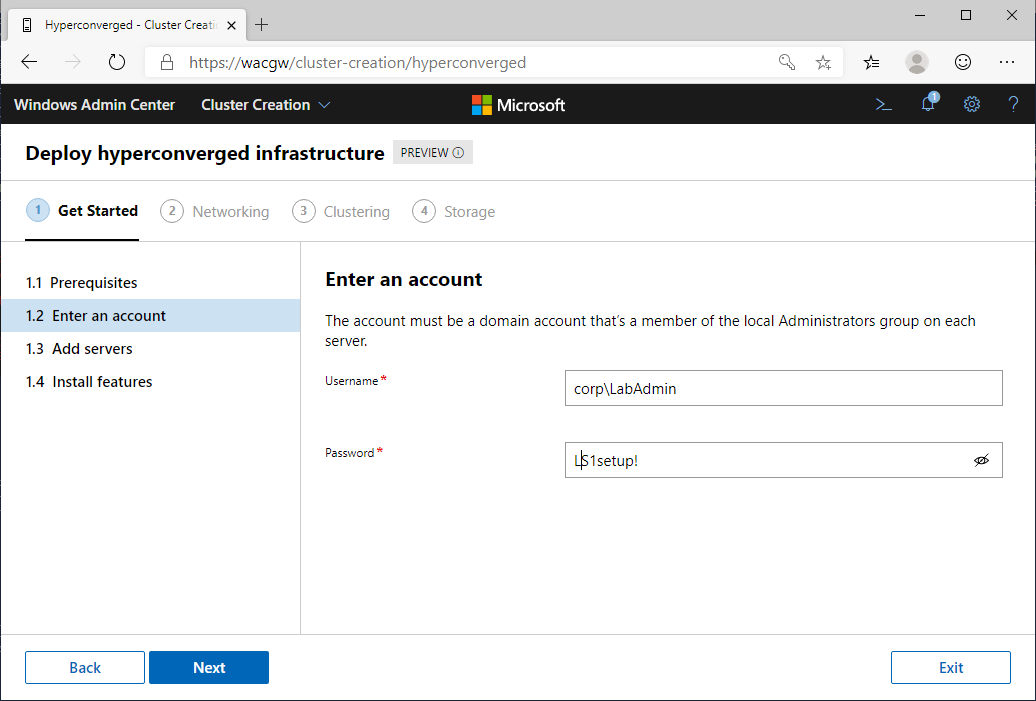 Hyperconverged - Cluster Creati
https://wacgw/cluster-creation/hyperconverged
Windows Admin Center Cluster Creation Microsoft 1 ?
Deploy hyperconverged infrastructure PREVIEW
1 Get Started 2 Networking 3 Clustering 4 Storage
1.1 Prerequisites
1.2 Enter an account
1.3 Add servers
1.4 Install features
Enter an account
The account must be a domain account that's a member of the local Administrators group on each
server.
Username*
corp\LabAdmin
Password*
LS1setup!
Back Next Exit